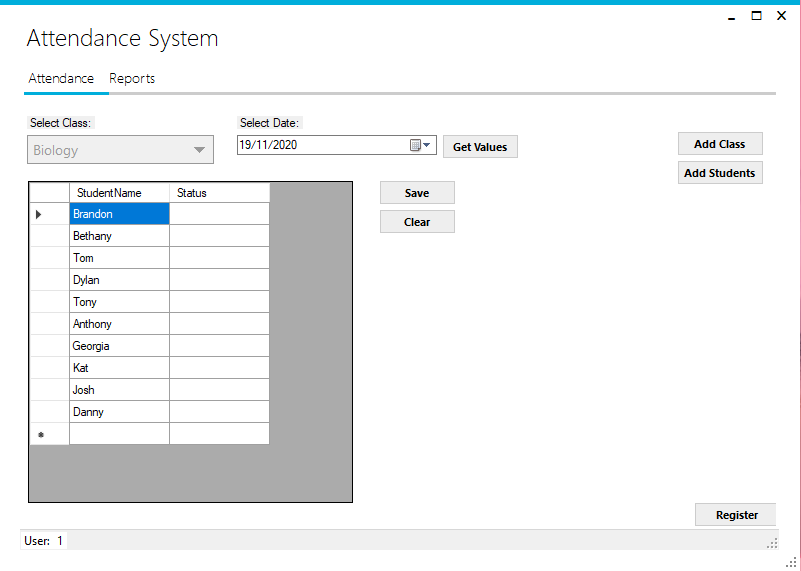 Attendance System
Attendance Reports
Select Class: Select Date:
Biology 19/11/2020 Get Values Add Class
Add Students
StudentName Status Save
Brandon Clear
Bethany
Tom
Dylan
Tony
Anthony
Georgia
Kat
Josh
Danny
Register
User: 1